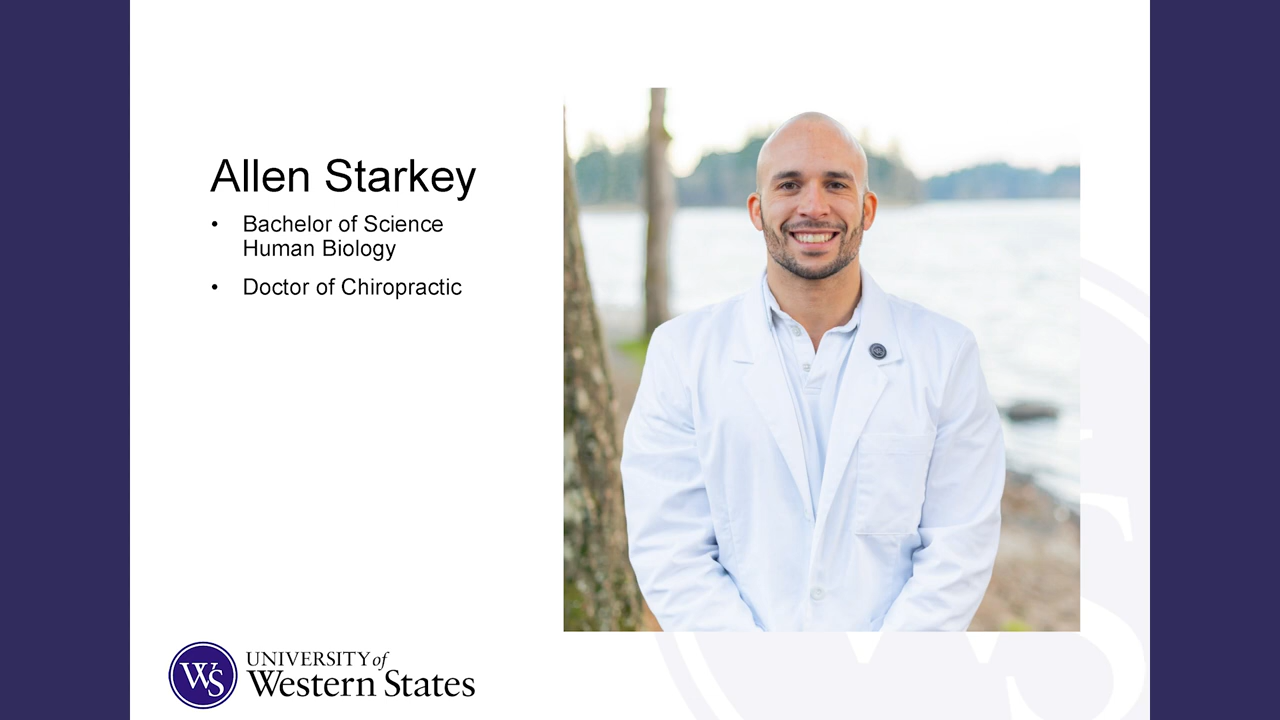 Allen Starkey
• Bachelor of Science
Human Biology
• Doctor of Chiropractic
WS
UNIVERSITY of
Western States